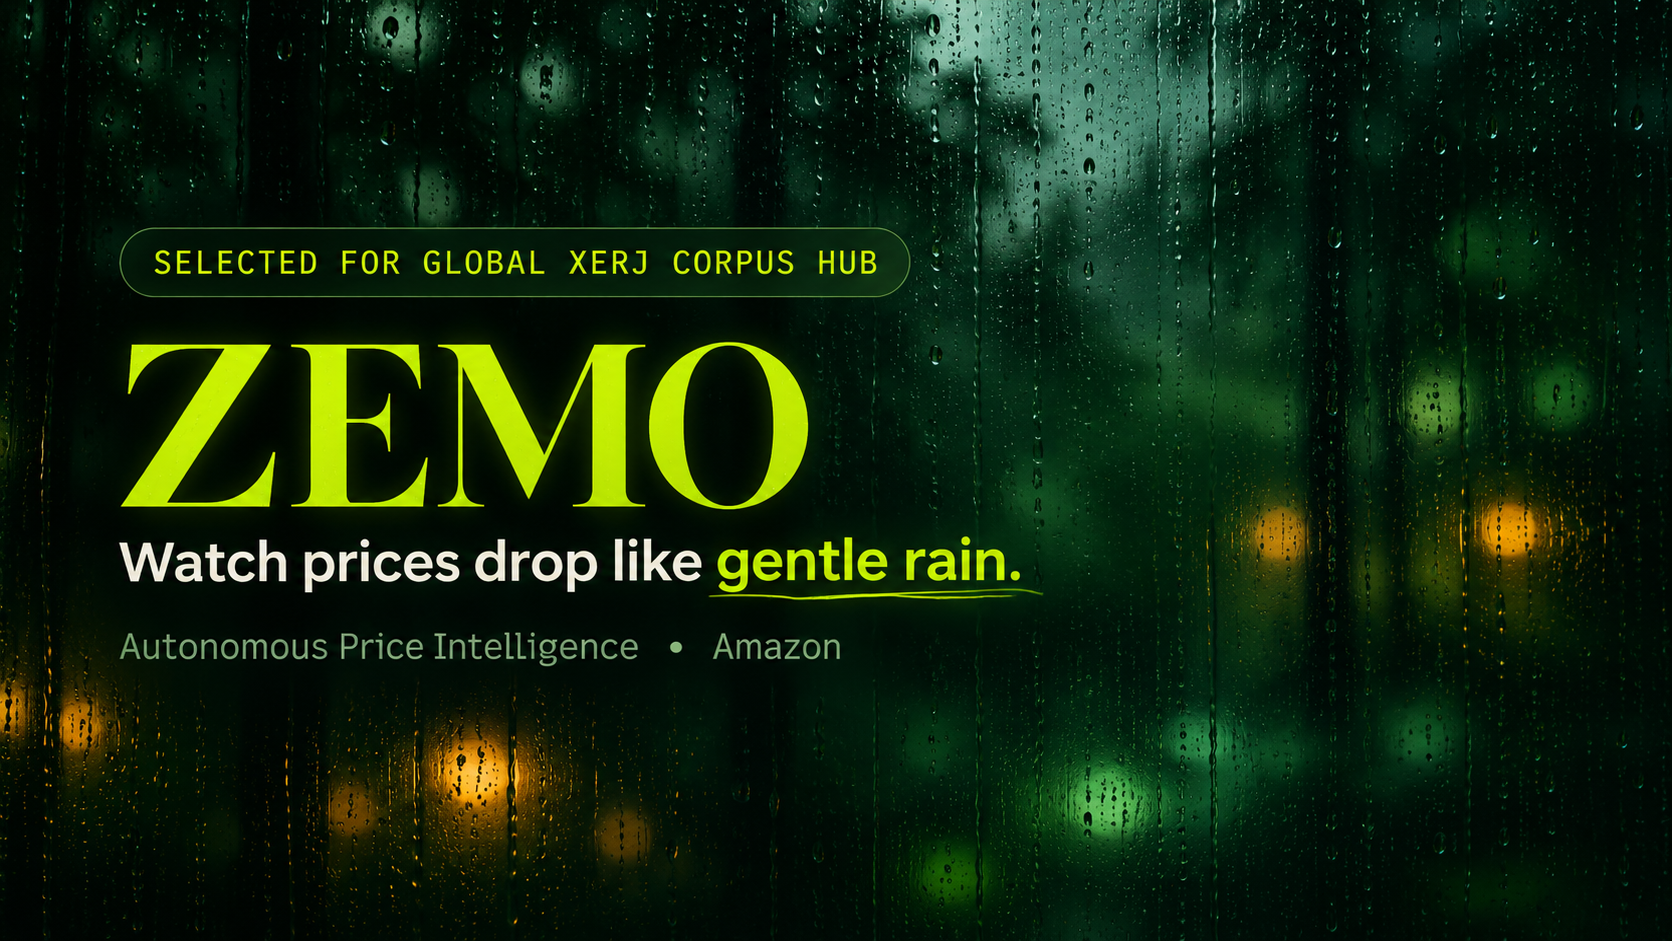 SELECTED FOR GLOBAL XERJ CORPUS HUB
ZEMO
Watch prices drop like gentle rain.
Autonomous Price Intelligence • Amazon